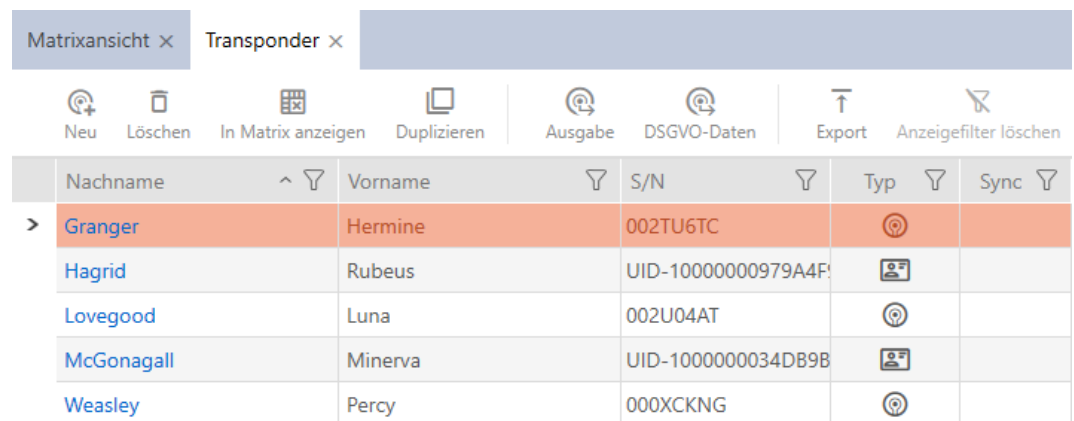 Matrixansicht × Transponder ×
Neu Löschen In Matrix anzeigen Duplizieren Ausgabe DSGVO-Daten Export Anzeigefilter löschen
Nachname Vorname S/N Typ Sync
Granger Hermine 002TU6TC
Hagrid Rubeus UID-10000000979A4F
Lovegood Luna 002U04AT
McGonagall Minerva UID-1000000034DB9B
Weasley Percy 000XCKNG